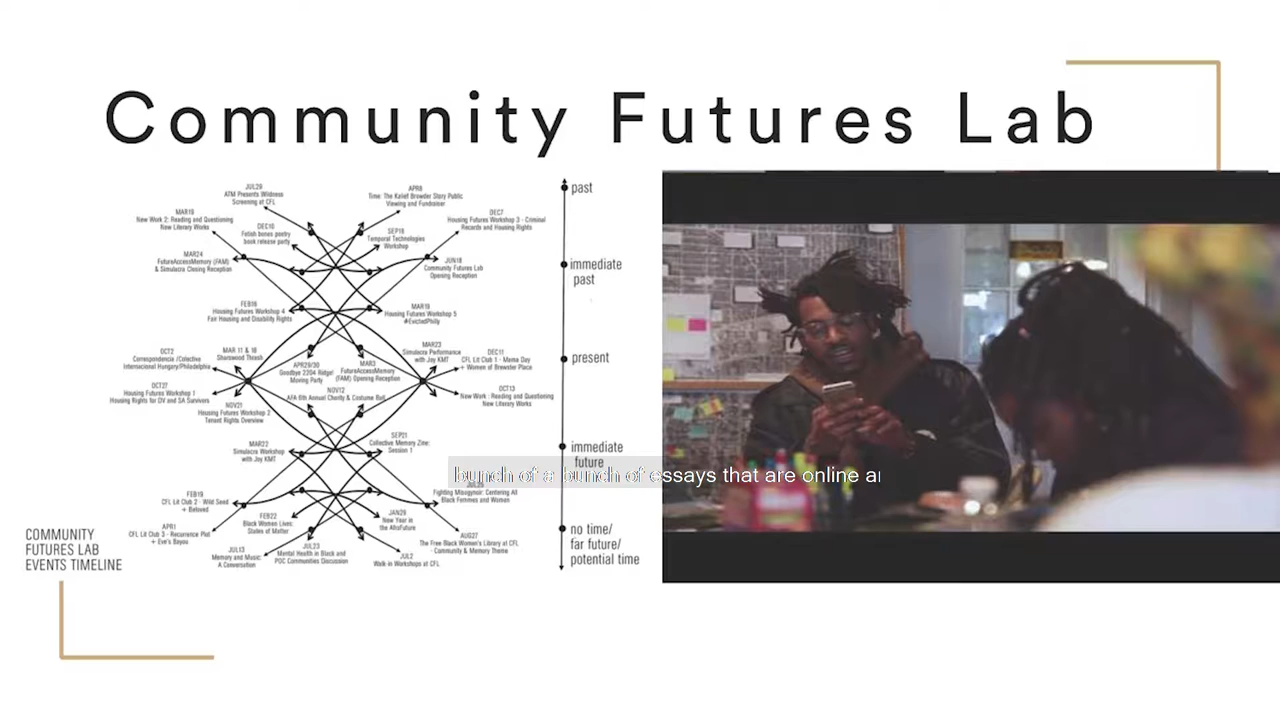 Community Futures Lab
JUL29
ATM Presents Wildness
Screening at CFL
APR8
Time: The Kalief Browder Story Public
Viewing and Fundraiser
MAR19
New Work 2: Reading and Questioning
New Literary Works
DEC10
Fetish bones poetry
book release party
SEP18
Temporal Technologies
Workshop
DEC7
Housing Futures Workshop 3 - Criminal
Records and Housing Rights
MAR24
FutureAccessMemory (FAM)
& Simulacra Closing Reception
JUN18
Community Futures Lab
Opening Reception
FEB16
Housing Futures Workshop 4
Fair Housing and Disability Rights
MAR19
Housing Futures Workshop 5
#EvictedPhilly
OCT2
Correspondencia /Colective
Internacional Hungary/Philadelphia
MAR 11 & 18
Shorswood Thrash
APR29/30
Goodbye 2204 Ridge!
Moving Party
MAR3
FutureAccessMemory
(FAM) Opening Reception
MAR23
Simulacra Performance
with Joy KMT
DEC11
CFL Lit Club 1 - Mama Day
+ Women of Brewster Place
OCT27
Housing Futures Workshop 1
Housing Rights for DV and SA Survivors
NOV21
Housing Futures Workshop 2
Tenent Rights Overview
NOV12
AFA 6th Annual Charity & Costume Ball
OCT13
New Work : Reading and Questioning
New Literary Works
MAR22
Simulacra Workshop
with Joy KMT
SEP21
Collective Memory Zine:
Session 1
FEB19
CFL Lit Club 2 - Wild Seed
+ Beloved
FEB22
Black Women Lives:
States of Matter
JAN26
New Year in
the AfroFuture
Fighting Misogynoir: Centering All
Black Femmes and Women
APR1
CFL Lit Club 3 - Recurrence Plot
+ Eve's Bayou
JUL13
Memory and Music:
A Conversation
JUL23
Mental Health in Black and
POC Communities Discussion
JUL2
Walk-in Workshops at CFL
AUG27
The Free Black Women's Library at CFL
- Community & Memory Theme
past
immediate
past
present
immediate
future
no time/
far future/
potential time
COMMUNITY
FUTURES LAB
EVENTS TIMELINE
bunch of a bunch of essays that are online